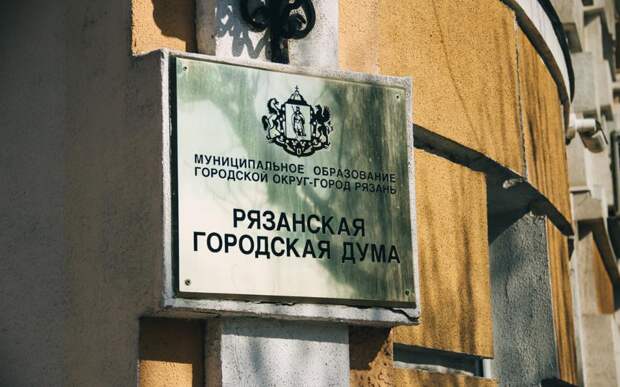 МУНИЦИПАЛЬНОЕ ОБРАЗОВАНИЕ
ГОРОДСКОЙ ОКРУГ-ГОРОД РЯЗАНЬ
РЯЗАНСКАЯ
ГОРОДСКАЯ ДУМА